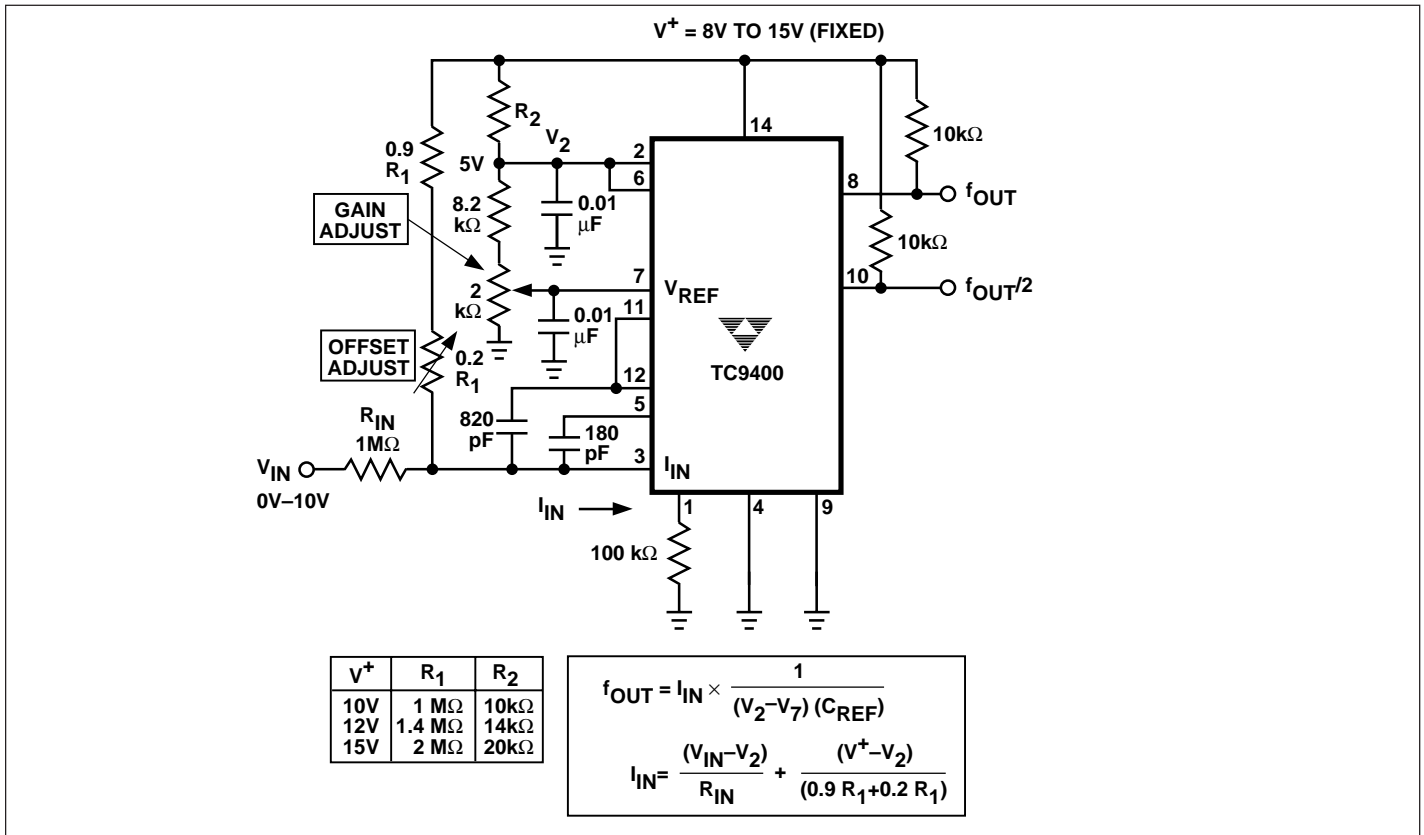 V+ = 8V TO 15V (FIXED)
R2
V2
14
10kΩ
0.9
R1
5V
2
6
8
fOUT
GAIN
ADJUST
8.2
kΩ
0.01
µF
10kΩ
7
VREF
10
fOUT/2
2
kΩ
11
0.01
µF
OFFSET
ADJUST
0.2
R1
TC9400
12
RIN
1MΩ
820
pF
5
180
pF
3
IIN
VIN
0V–10V
IIN
1
4
9
100 kΩ
V+ R1 R2
10V 1 MΩ 10kΩ
12V 1.4 MΩ 14kΩ
15V 2 MΩ 20kΩ
fOUT = IIN × 1
(V2–V7) (CREF)
IIN= (VIN–V2) + (V+–V2)
RIN (0.9 R1+0.2 R1)